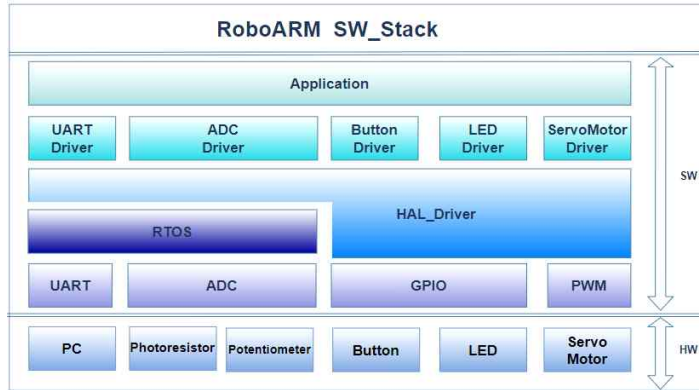 RoboARM SW_Stack
Application
UART
Driver
ADC
Driver
Button
Driver
LED
Driver
ServoMotor
Driver
SW
HAL_Driver
RTOS
UART
ADC
GPIO
PWM
PC
Photoresistor
Potentiometer
Button
LED
Servo
Motor
HW